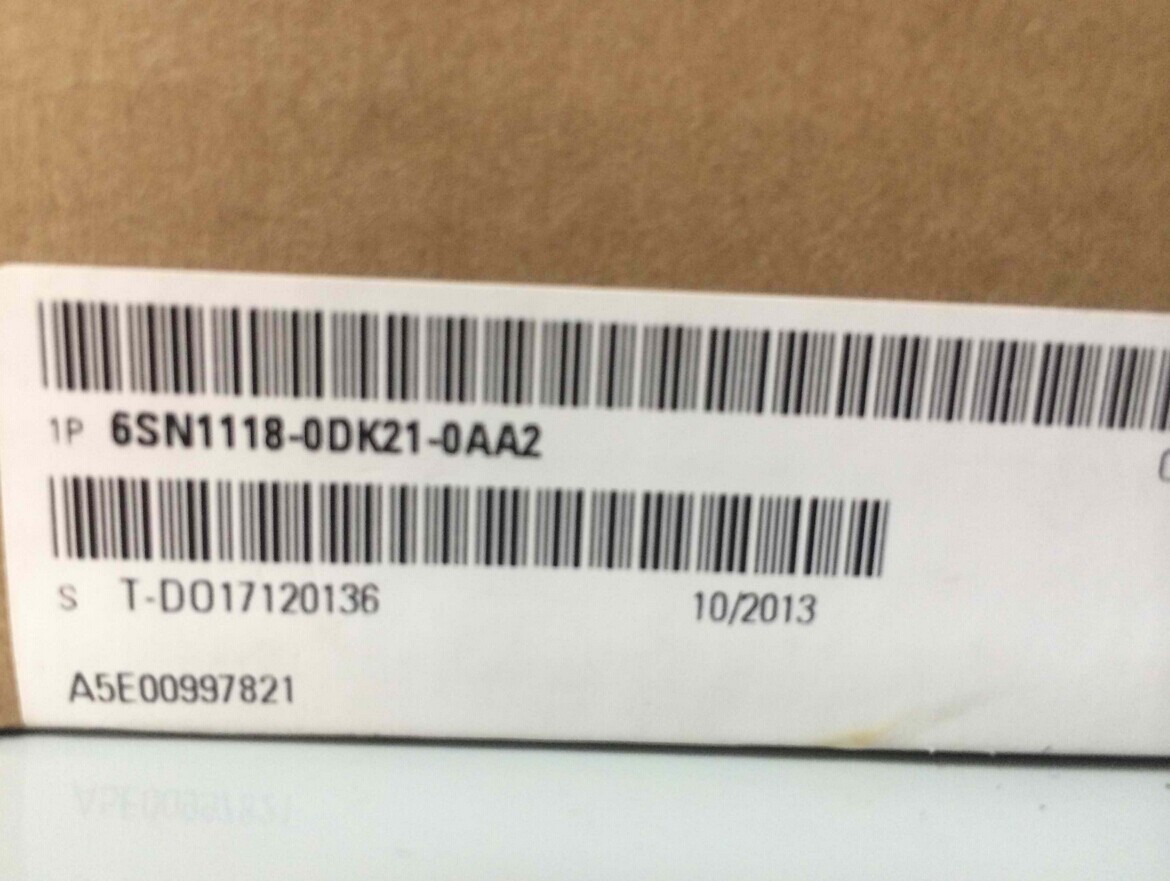 1P 6SN1118-0DK21-0AA2
S T-DO17120136 10/2013
A5E00997821